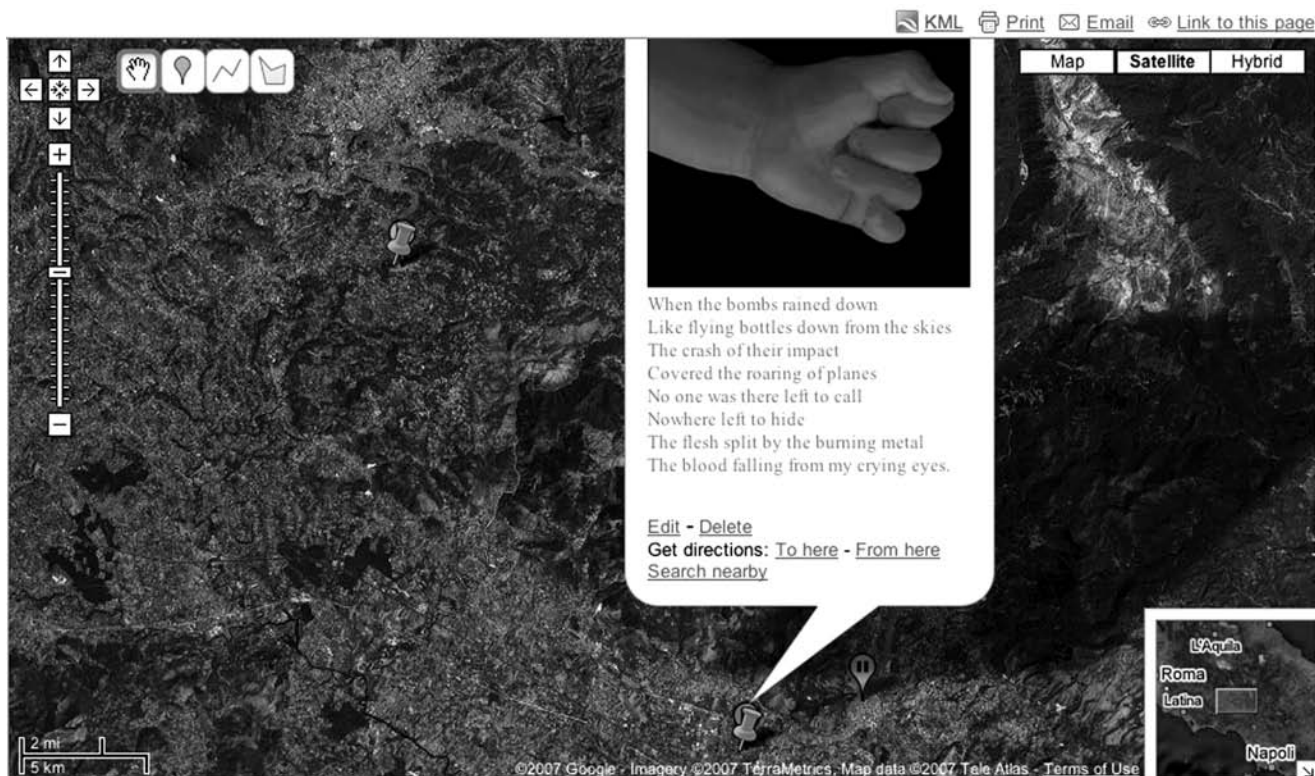 KML Print Email Link to this page
Map Satellite Hybrid
When the bombs rained down
Like flying bottles down from the skies
The crash of their impact
Covered the roaring of planes
No one was there left to call
Nowhere left to hide
The flesh split by the burning metal
The blood falling from my crying eyes.
Edit - Delete
Get directions: To here - From here
Search nearby
L'Aquila
Roma
Latina
Napoli
2 mi
5 km
©2007 Google - Imagery ©2007 TerraMetrics, Map data ©2007 Tele Atlas - Terms of Use